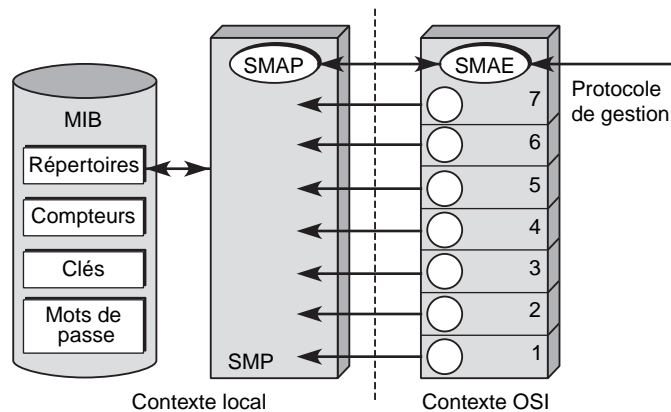 MIB
Répertoires
Compteurs
Clés
Mots de
passe
SMAP
SMP
SMAE
7
6
5
4
3
2
1
Protocole
de gestion
Contexte local
Contexte OSI